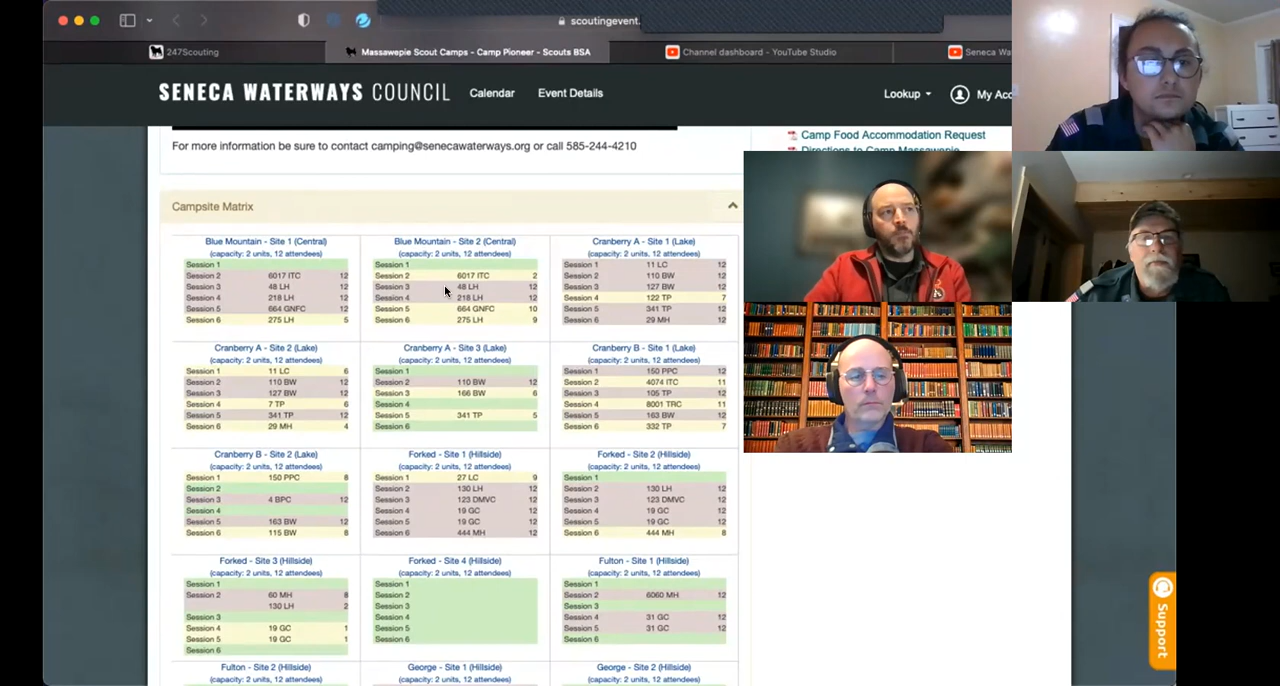 scoutingevent.
247Scouting
Massawepie Scout Camps - Camp Pioneer - Scouts BSA
Channel dashboard - YouTube Studio
Seneca Wa
SENECA WATERWAYS COUNCIL
Calendar
Event Details
Lookup
My Acc
Camp Food Accommodation Request
Directions to Camp Massawepie
For more information be sure to contact camping@senecawaterways.org or call 585-244-4210
Campsite Matrix
Blue Mountain - Site 1 (Central)
(capacity: 2 units, 12 attendees)
Session 1
Session 2 6017 ITC 12
Session 3 48 LH 12
Session 4 218 LH 12
Session 5 664 GNFC 12
Session 6 275 LH 5
Blue Mountain - Site 2 (Central)
(capacity: 2 units, 12 attendees)
Session 1
Session 2 6017 ITC 2
Session 3 48 LH 12
Session 4 218 LH 12
Session 5 664 GNFC 10
Session 6 275 LH 9
Cranberry A - Site 1 (Lake)
(capacity: 2 units, 12 attendees)
Session 1 11 LC 12
Session 2 110 BW 12
Session 3 127 BW 12
Session 4 122 TP 7
Session 5 341 TP 12
Session 6 29 MH 12
Cranberry A - Site 2 (Lake)
(capacity: 2 units, 12 attendees)
Session 1 11 LC 6
Session 2 110 BW 12
Session 3 127 BW 12
Session 4 7 TP 6
Session 5 341 TP 12
Session 6 29 MH 4
Cranberry A - Site 3 (Lake)
(capacity: 2 units, 12 attendees)
Session 1
Session 2 110 BW 12
Session 3 166 BW 6
Session 4
Session 5 341 TP 5
Session 6
Cranberry B - Site 1 (Lake)
(capacity: 2 units, 12 attendees)
Session 1 150 PPC 12
Session 2 4074 ITC 11
Session 3 105 TP 12
Session 4 8001 TRC 11
Session 5 163 BW 12
Session 6 332 TP 7
Cranberry B - Site 2 (Lake)
(capacity: 2 units, 12 attendees)
Session 1 150 PPC 8
Session 2
Session 3 4 BPC 12
Session 4
Session 5 163 BW 12
Session 6 115 BW 8
Forked - Site 1 (Hillside)
(capacity: 2 units, 12 attendees)
Session 1 27 LC 9
Session 2 130 LH 12
Session 3 123 DMVC 12
Session 4 19 GC 12
Session 5 19 GC 12
Session 6 444 MH 12
Forked - Site 2 (Hillside)
(capacity: 2 units, 12 attendees)
Session 1
Session 2 130 LH 12
Session 3 123 DMVC 12
Session 4 19 GC 12
Session 5 19 GC 12
Session 6 444 MH 8
Forked - Site 3 (Hillside)
(capacity: 2 units, 12 attendees)
Session 1
Session 2 60 MH 8
130 LH 2
Session 3
Session 4 19 GC 1
Session 5 19 GC 1
Session 6
Forked - Site 4 (Hillside)
(capacity: 2 units, 12 attendees)
Session 1
Session 2
Session 3
Session 4
Session 5
Session 6
Fulton - Site 1 (Hillside)
(capacity: 2 units, 12 attendees)
Session 1
Session 2 6060 MH 12
Session 3
Session 4 31 GC 12
Session 5 31 GC 12
Session 6
Fulton - Site 2 (Hillside)
(capacity: 2 units, 12 attendees)
George - Site 1 (Hillside)
(capacity: 2 units, 12 attendees)
George - Site 2 (Hillside)
(capacity: 2 units, 12 attendees)
Support